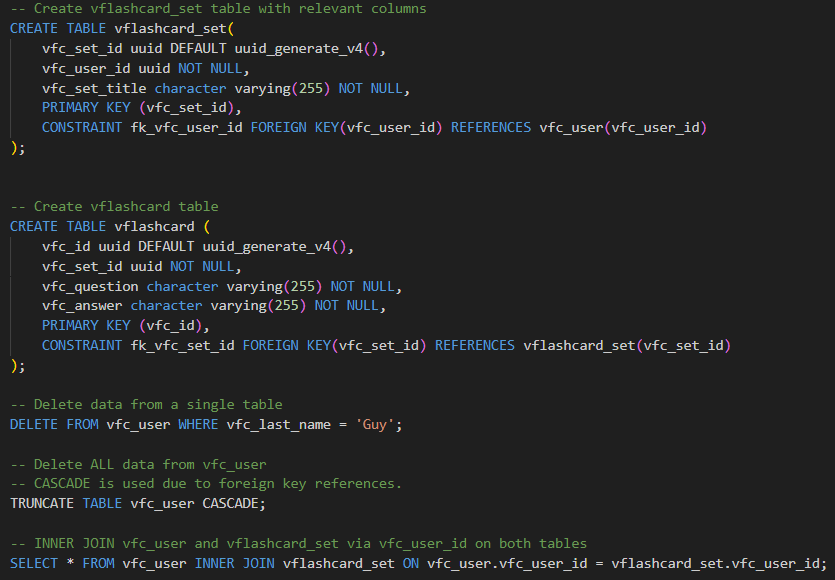 -- Create vflashcard_set table with relevant columns
CREATE TABLE vflashcard_set(
    vfc_set_id uuid DEFAULT uuid_generate_v4(),
    vfc_user_id uuid NOT NULL,
    vfc_set_title character varying(255) NOT NULL,
    PRIMARY KEY (vfc_set_id),
    CONSTRAINT fk_vfc_user_id FOREIGN KEY(vfc_user_id) REFERENCES vfc_user(vfc_user_id)
);

-- Create vflashcard table
CREATE TABLE vflashcard (
    vfc_id uuid DEFAULT uuid_generate_v4(),
    vfc_set_id uuid NOT NULL,
    vfc_question character varying(255) NOT NULL,
    vfc_answer character varying(255) NOT NULL,
    PRIMARY KEY (vfc_id),
    CONSTRAINT fk_vfc_set_id FOREIGN KEY(vfc_set_id) REFERENCES vflashcard_set(vfc_set_id)
);

-- Delete data from a single table
DELETE FROM vfc_user WHERE vfc_last_name = 'Guy';

-- Delete ALL data from vfc_user
-- CASCADE is used due to foreign key references.
TRUNCATE TABLE vfc_user CASCADE;

-- INNER JOIN vfc_user and vflashcard_set via vfc_user_id on both tables
SELECT * FROM vfc_user INNER JOIN vflashcard_set ON vfc_user.vfc_user_id = vflashcard_set.vfc_user_id;